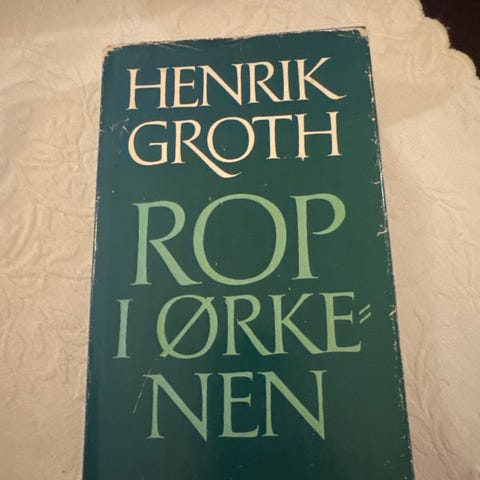 HENRIK
GROTH
ROP
I ØRKE=
NEN